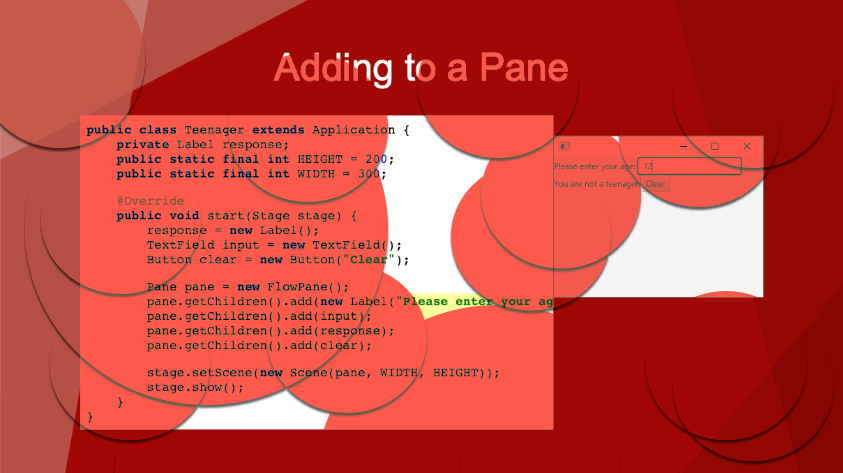 Adding to a Pane
public class Teenager extends Application {
private Label response;
public static final int HEIGHT = 200;
public static final int WIDTH = 300;
@Override
public void start(Stage stage) {
response = new Label();
TextField input = new TextField();
Button clear = new Button("Clear");
Pane pane = new FlowPane();
pane.getChildren().add(new Label("Please enter your ag
pane.getChildren().add(input);
pane.getChildren().add(response);
pane.getChildren().add(clear);
stage.setScene(new Scene(pane, WIDTH, HEIGHT));
stage.show();
}
}
Please enter your age: 12
You are not a teenager. Clear